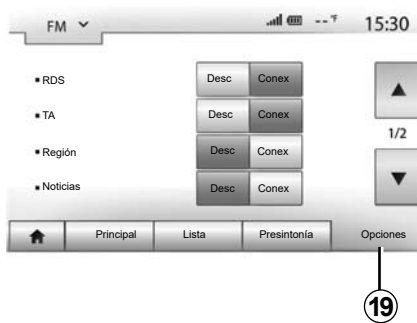 FM -- °F 15:30
RDS Desc Conex
TA Desc Conex
1/2
Región Desc Conex
Noticias Desc Conex
Principal Lista Presintonía Opciones
19